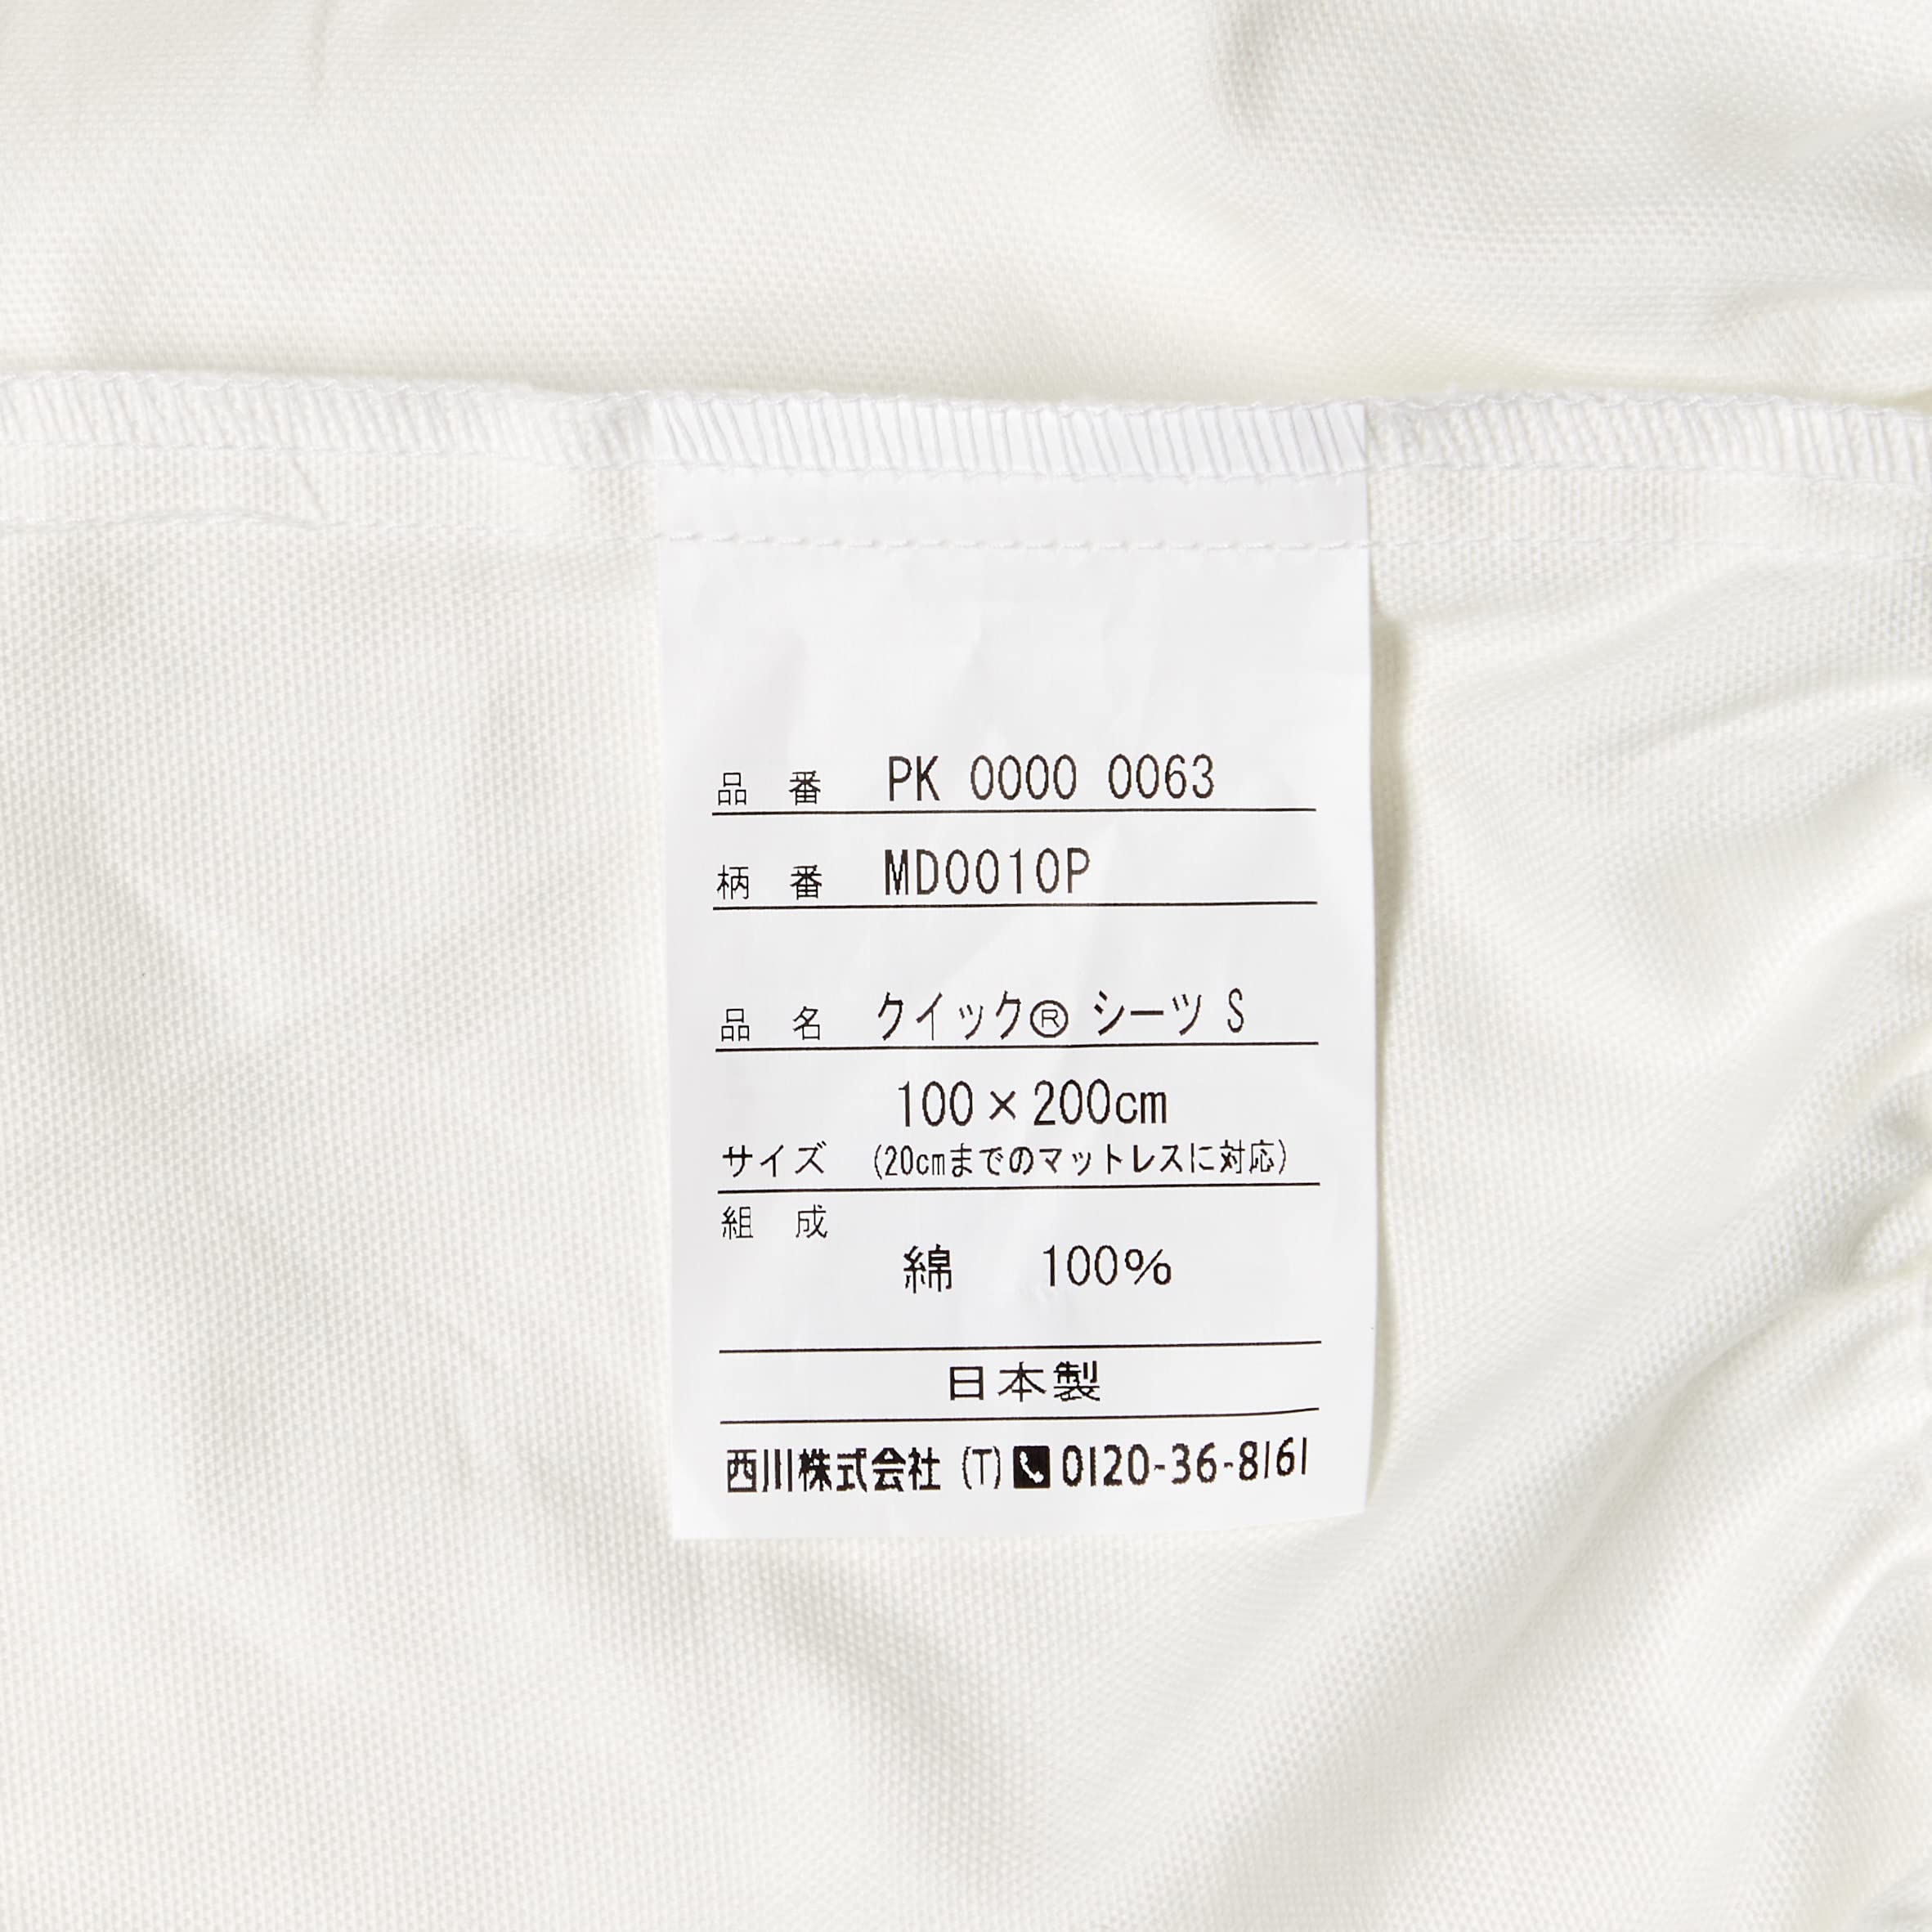 品 番 PK 0000 0063
柄 番 MD0010P
品 名 クイック® シーツ S
100×200cm
サイズ (20cmまでのマットレスに対応)
組 成
綿 100%
日本製
西川株式会社 (T) 0120-36-8161